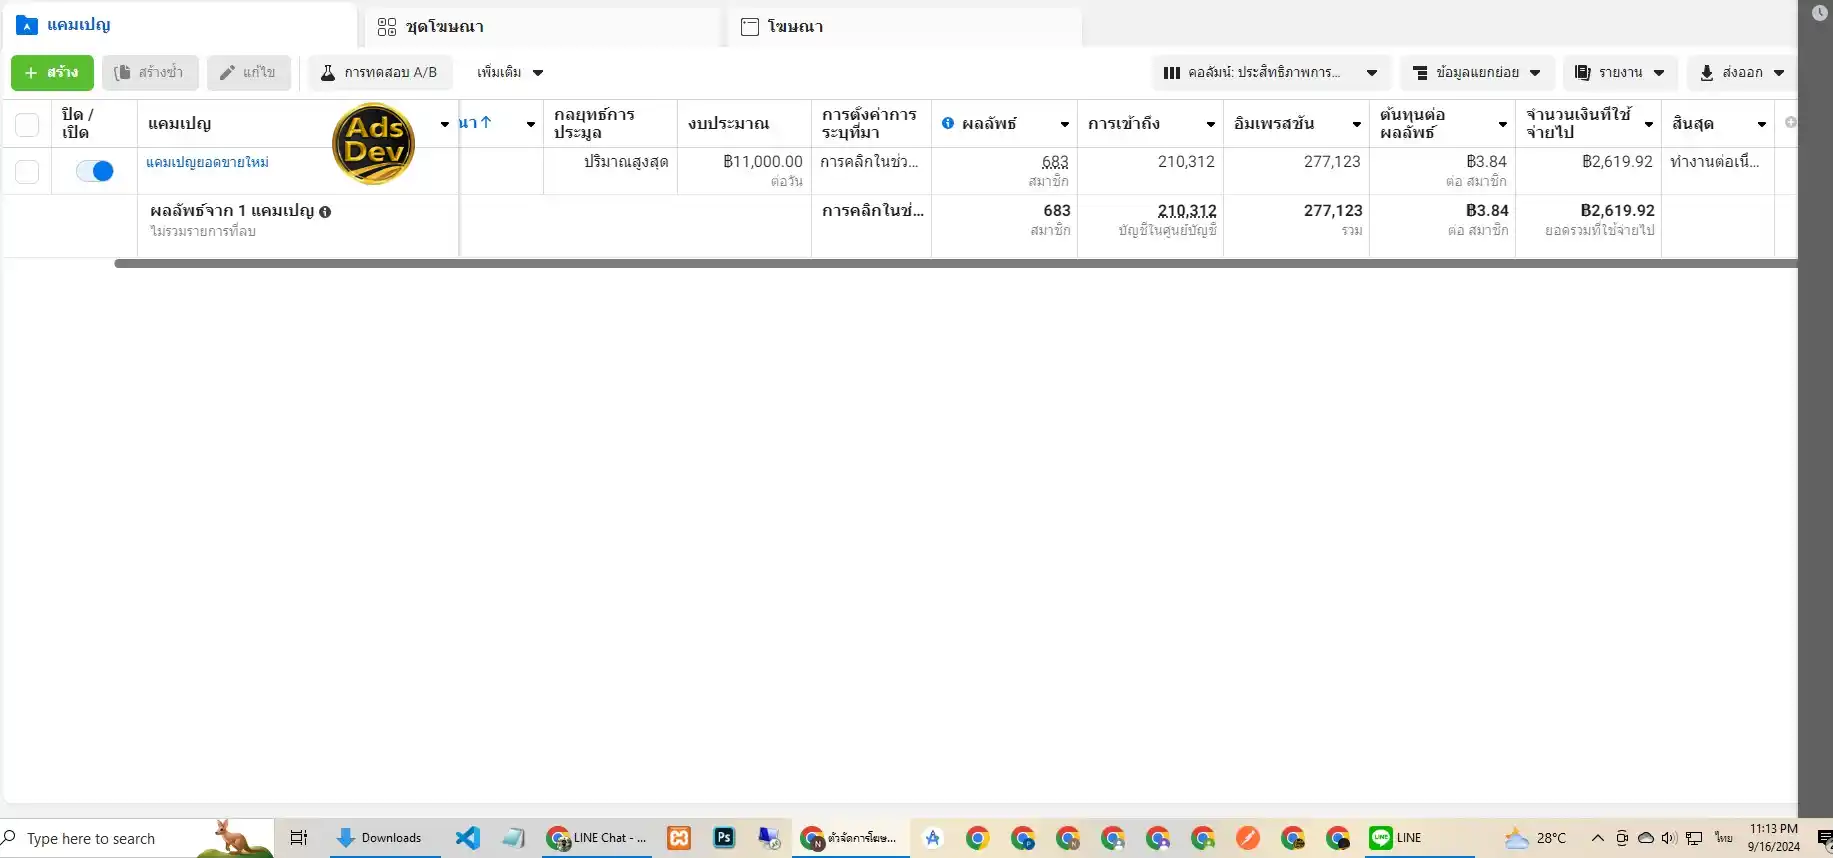 แคมเปญ
ชุดโฆษณา
โฆษณา
+ สร้าง
สร้างซ้ำ
แก้ไข
การทดสอบ A/B
เพิ่มเติม
คอลัมน์: ประสิทธิภาพการ...
ข้อมูลแยกย่อย
รายงาน
ส่งออก
ปิด /
เปิด
แคมเปญ
Ads
Dev
นา↑
กลยุทธ์การ
ประมูล
งบประมาณ
การตั้งค่าการ
ระบุที่มา
ผลลัพธ์
การเข้าถึง
อิมเพรสชัน
ต้นทุนต่อ
ผลลัพธ์
จำนวนเงินที่ใช้
จ่ายไป
สิ้นสุด
แคมเปญยอดขายใหม่
ปริมาณสูงสุด
฿11,000.00
ต่อวัน
การคลิกในช่ว...
683
สมาชิก
210,312
277,123
฿3.84
ต่อ สมาชิก
฿2,619.92
ทำงานต่อเนื่...
ผลลัพธ์จาก 1 แคมเปญ
ไม่รวมรายการที่ลบ
การคลิกในช่...
683
สมาชิก
210,312
บัญชีในศูนย์บัญชี
277,123
รวม
฿3.84
ต่อ สมาชิก
฿2,619.92
ยอดรวมที่ใช้จ่ายไป
Type here to search
Downloads
LINE Chat - ...
Ps
ตัวจัดการโฆษ...
LINE
28°C
ไทย
11:13 PM
9/16/2024